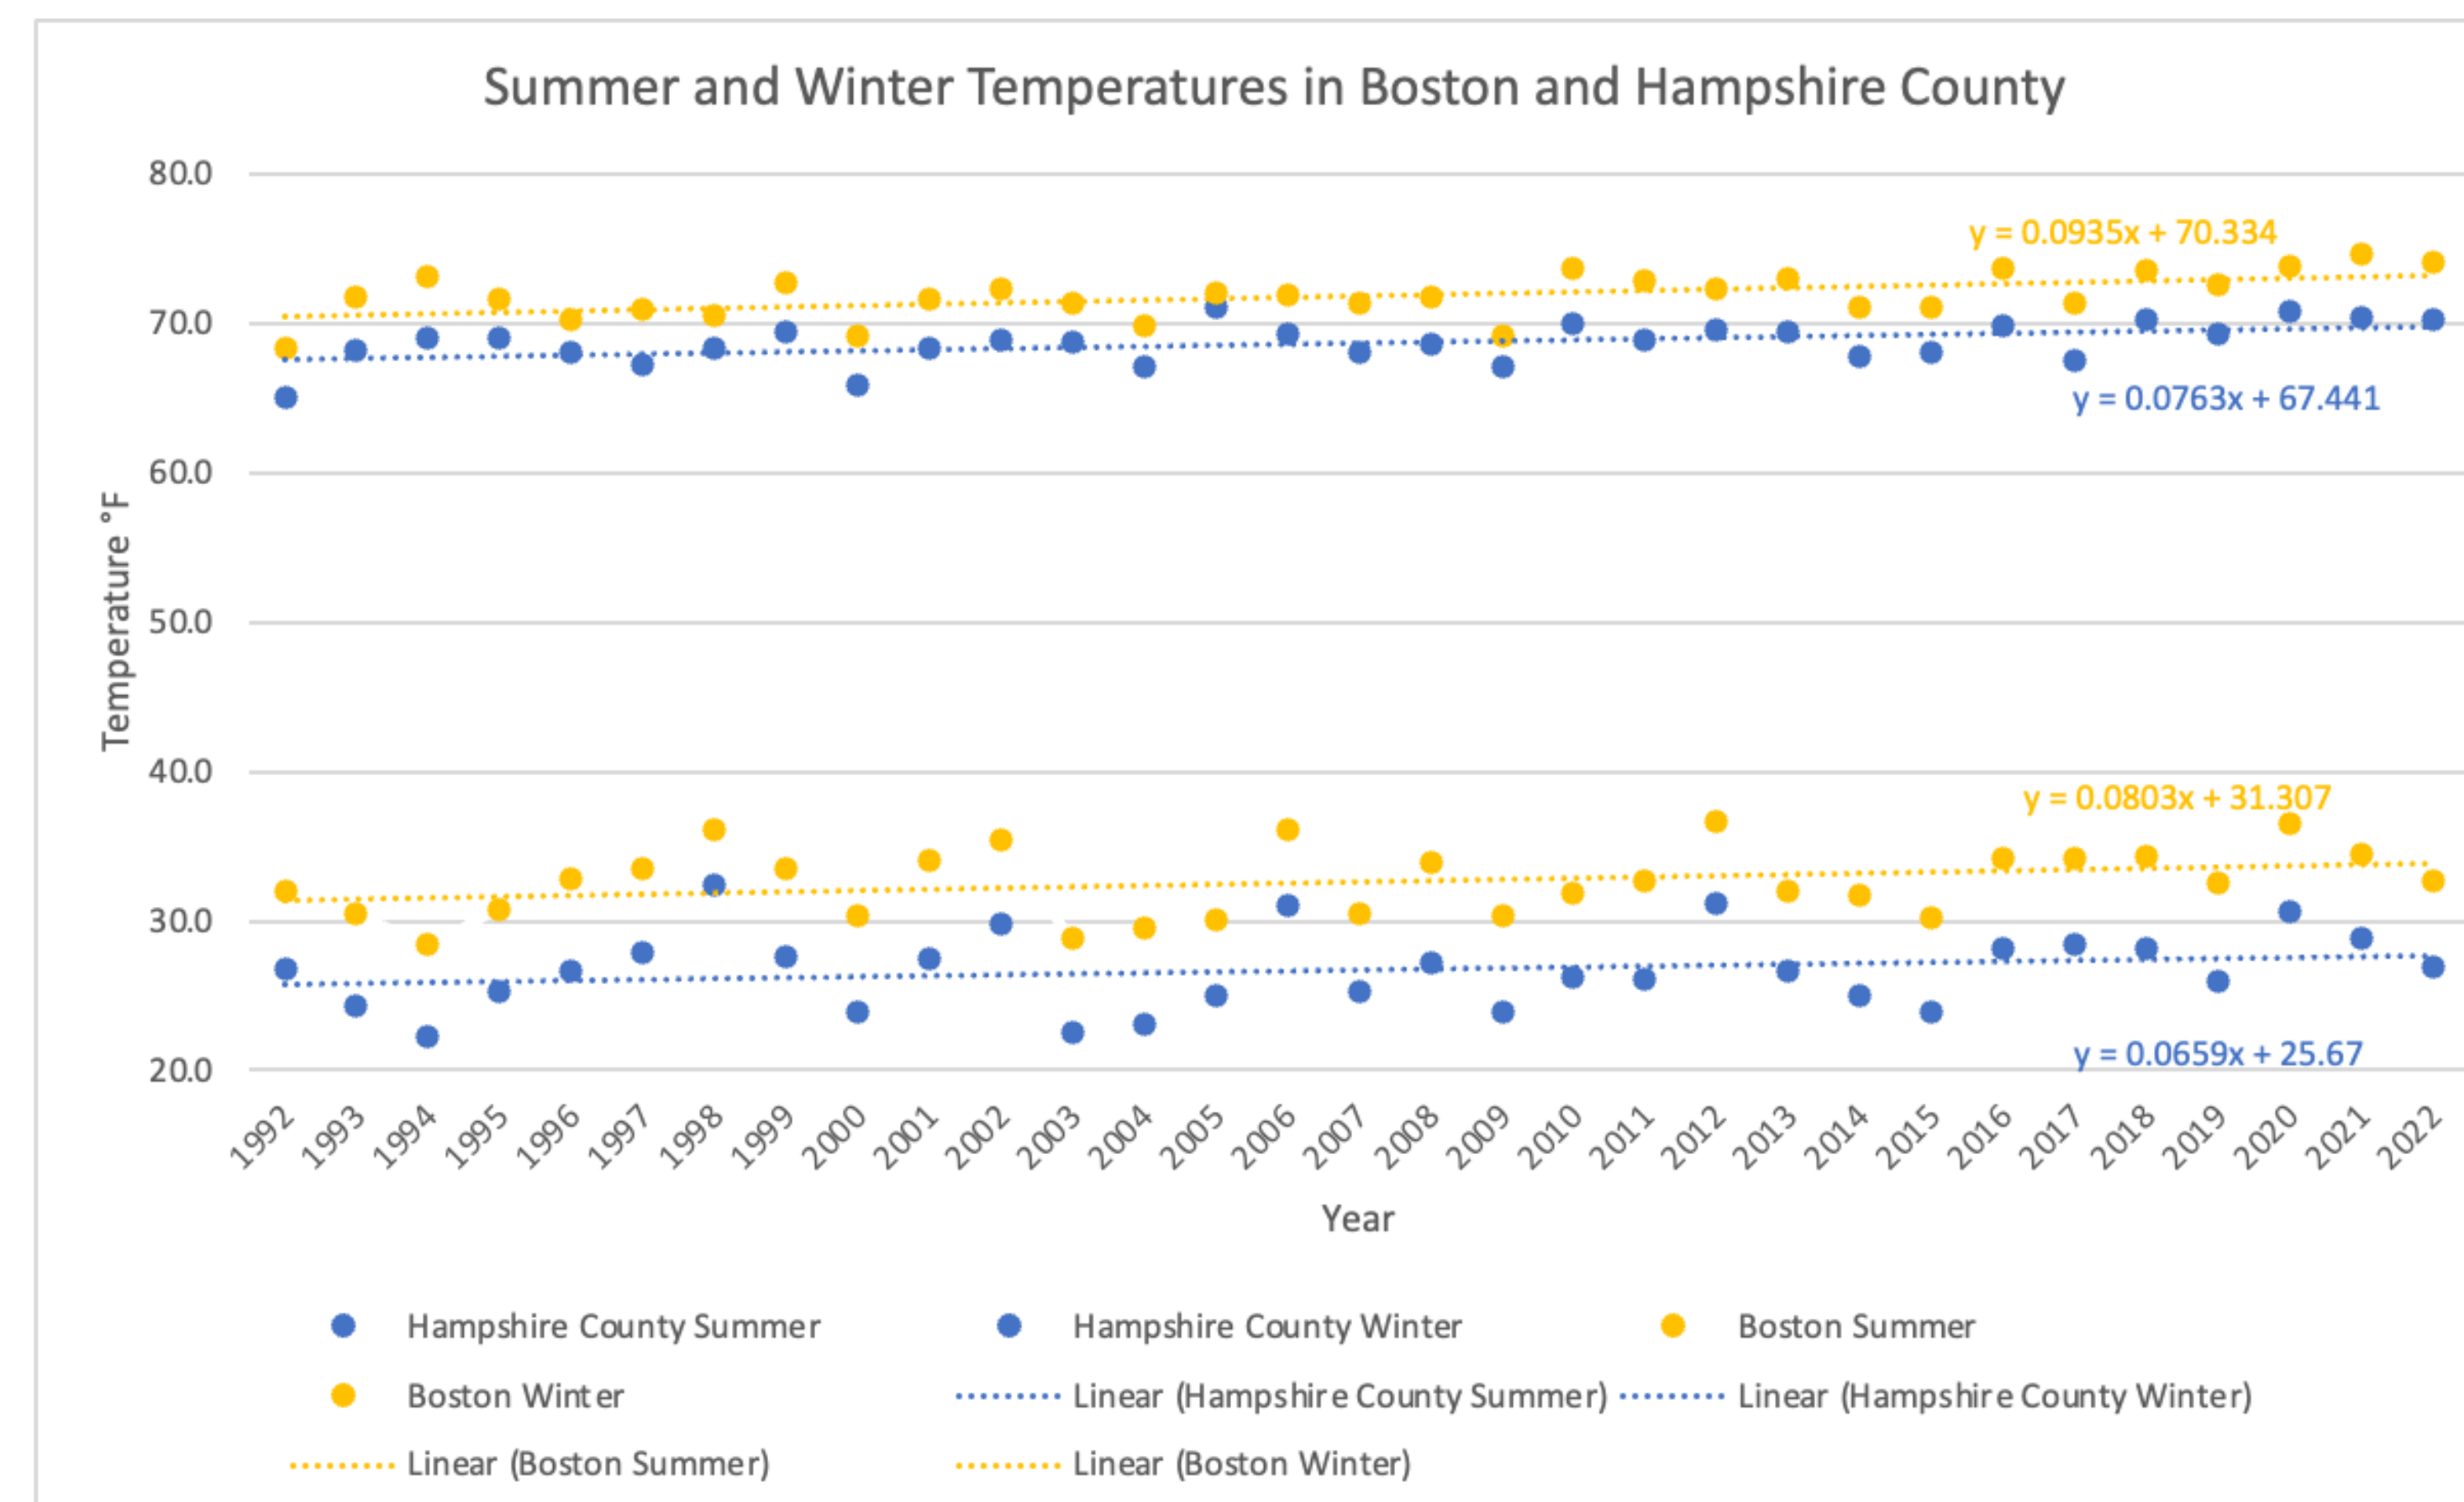 Summer and Winter Temperatures in Boston and Hampshire County
80.0
70.0
60.0
50.0
40.0
30.0
20.0
Temperature °F
y = 0.0935x + 70.334
y = 0.0763x + 67.441
y = 0.0803x + 31.307
y = 0.0659x + 25.67
1992 1993 1994 1995 1996 1997 1998 1999 2000 2001 2002 2003 2004 2005 2006 2007 2008 2009 2010 2011 2012 2013 2014 2015 2016 2017 2018 2019 2020 2021 2022
Year
Hampshire County Summer Hampshire County Winter Boston Summer
Boston Winter Linear (Hampshire County Summer) Linear (Hampshire County Winter)
Linear (Boston Summer) Linear (Boston Winter)